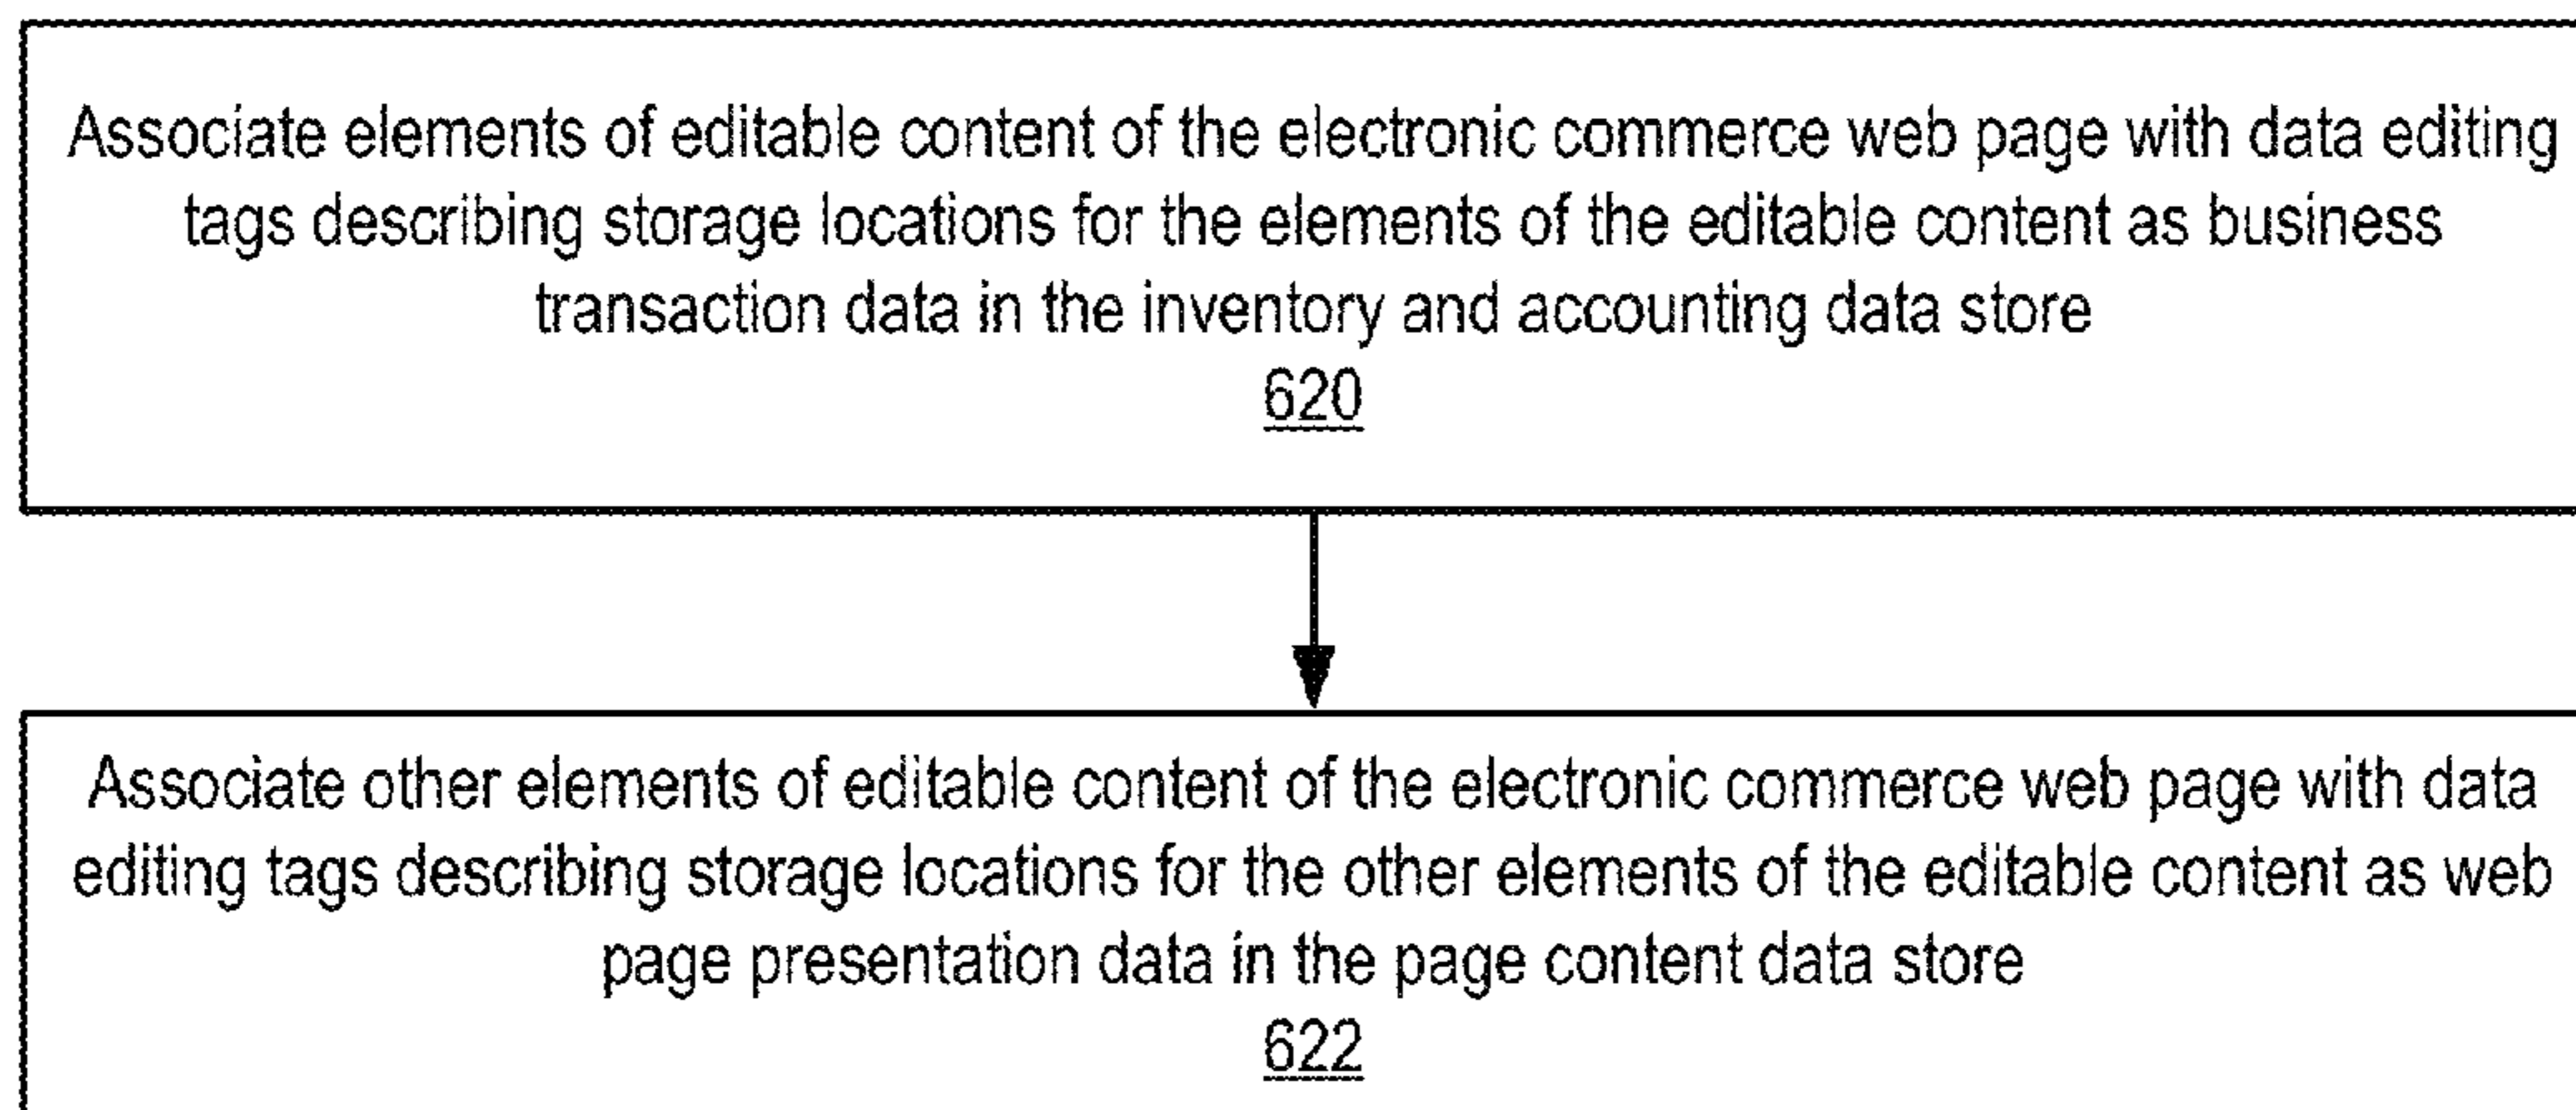 Associate elements of editable content of the electronic commerce web page with data editing
tags describing storage locations for the elements of the editable content as business
transaction data in the inventory and accounting data store
620
Associate other elements of editable content of the electronic commerce web page with data
editing tags describing storage locations for the other elements of the editable content as web
page presentation data in the page content data store
622